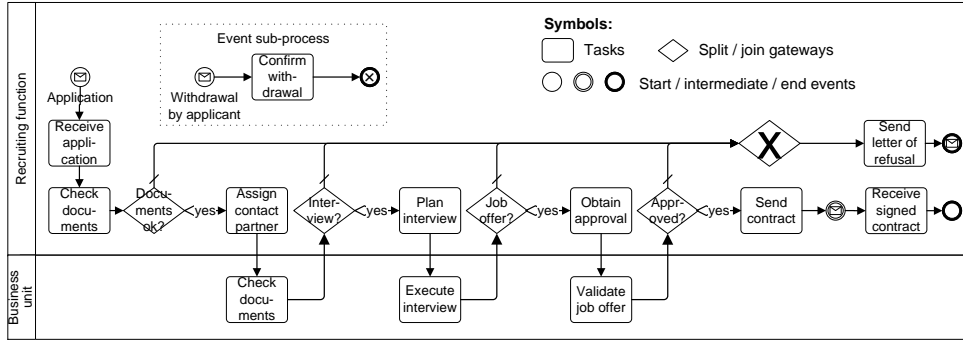 Recruiting function
Event sub-process
Withdrawal
by applicant
Confirm
with-
drawal
Symbols:
Tasks
Split / join gateways
Start / intermediate / end events
Application
Receive
appli-
cation
Check
docu-
ments
Docu-
ments
ok?
yes
Assign
contact
partner
Inter-
view?
yes
Plan
interview
Job
offer?
yes
Obtain
approval
Appr-
oved?
yes
X
Send
letter of
refusal
Send
contract
Receive
signed
contract
Business
unit
Check
docu-
ments
Execute
interview
Validate
job offer